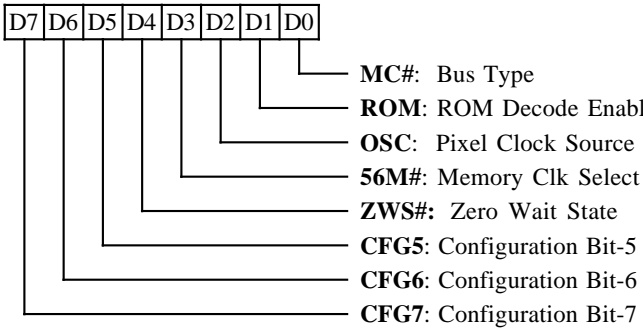 D7 D6 D5 D4 D3 D2 D1 D0
MC#: Bus Type
ROM: ROM Decode Enabl
OSC: Pixel Clock Source
56M#: Memory Clk Select
ZWS#: Zero Wait State
CFG5: Configuration Bit-5
CFG6: Configuration Bit-6
CFG7: Configuration Bit-7